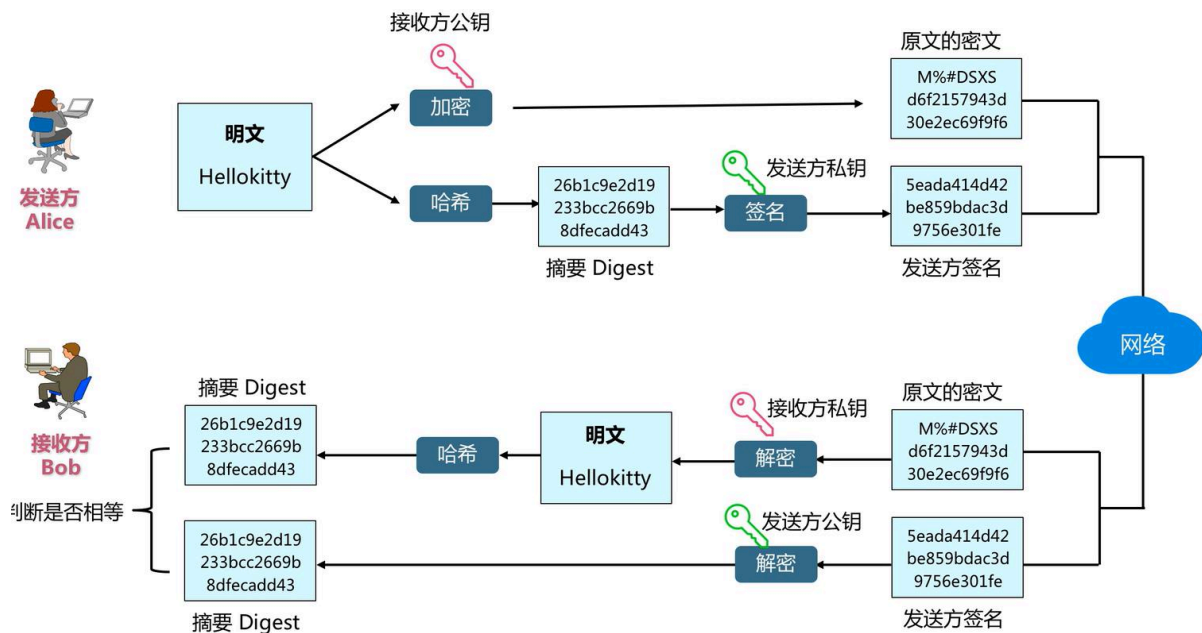 接收方公钥
原文的密文
加密
M%#DSXS
d6f2157943d
30e2ec69f9f6
明文
Hellokitty
发送方
Alice
哈希
26b1c9e2d19
233bcc2669b
8dfecadd43
摘要 Digest
发送方私钥
签名
5eada414d42
be859bdac3d
9756e301fe
发送方签名
网络
接收方
Bob
判断是否相等
摘要 Digest
26b1c9e2d19
233bcc2669b
8dfecadd43
哈希
明文
Hellokitty
接收方私钥
解密
原文的密文
M%#DSXS
d6f2157943d
30e2ec69f9f6
26b1c9e2d19
233bcc2669b
8dfecadd43
摘要 Digest
发送方公钥
解密
5eada414d42
be859bdac3d
9756e301fe
发送方签名